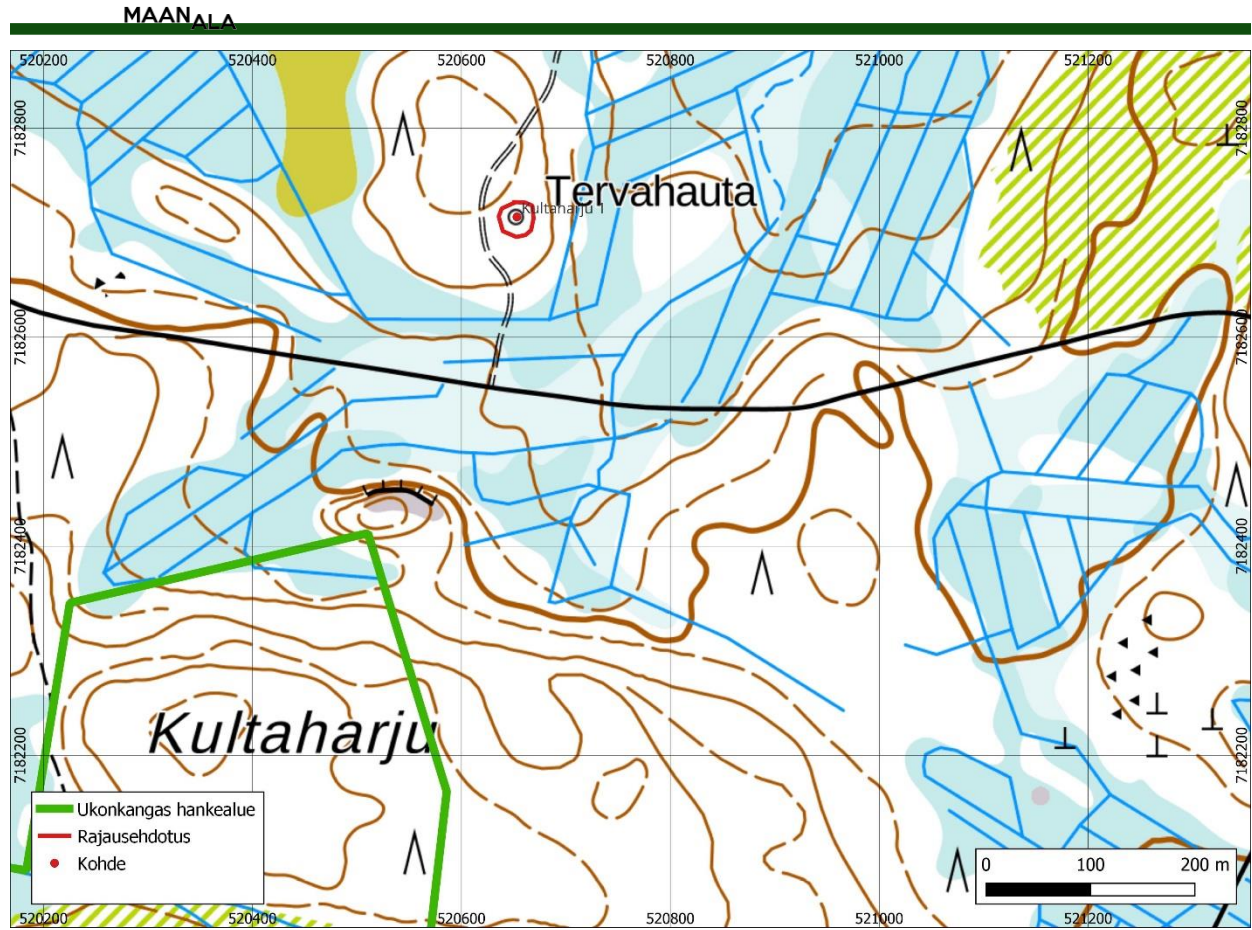 MAANALA
520200 520400 520600 520800 521000 521200
7182800 7182800
Tervahauta
Kultaharju 1
7182600 7182600
7182400 7182400
Kultaharju
7182200 7182200
Ukonkangas hankealue
Rajausehdotus
Kohde
0 100 200 m
520200 520400 520600 520800 521000 521200